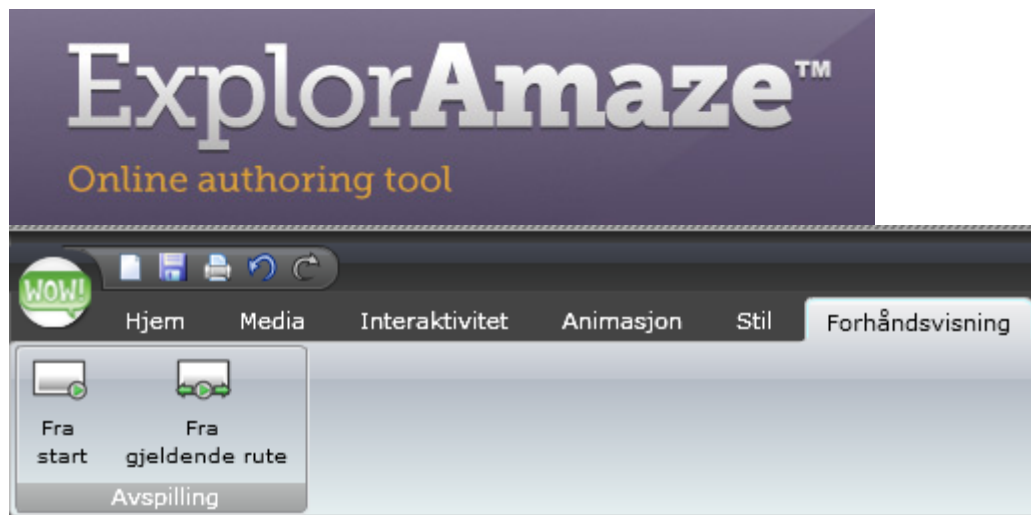 ExplorAmaze™
Online authoring tool
WOW!
Hjem Media Interaktivitet Animasjon Stil Forhåndsvisning
Fra start
Fra gjeldende rute
Avspilling